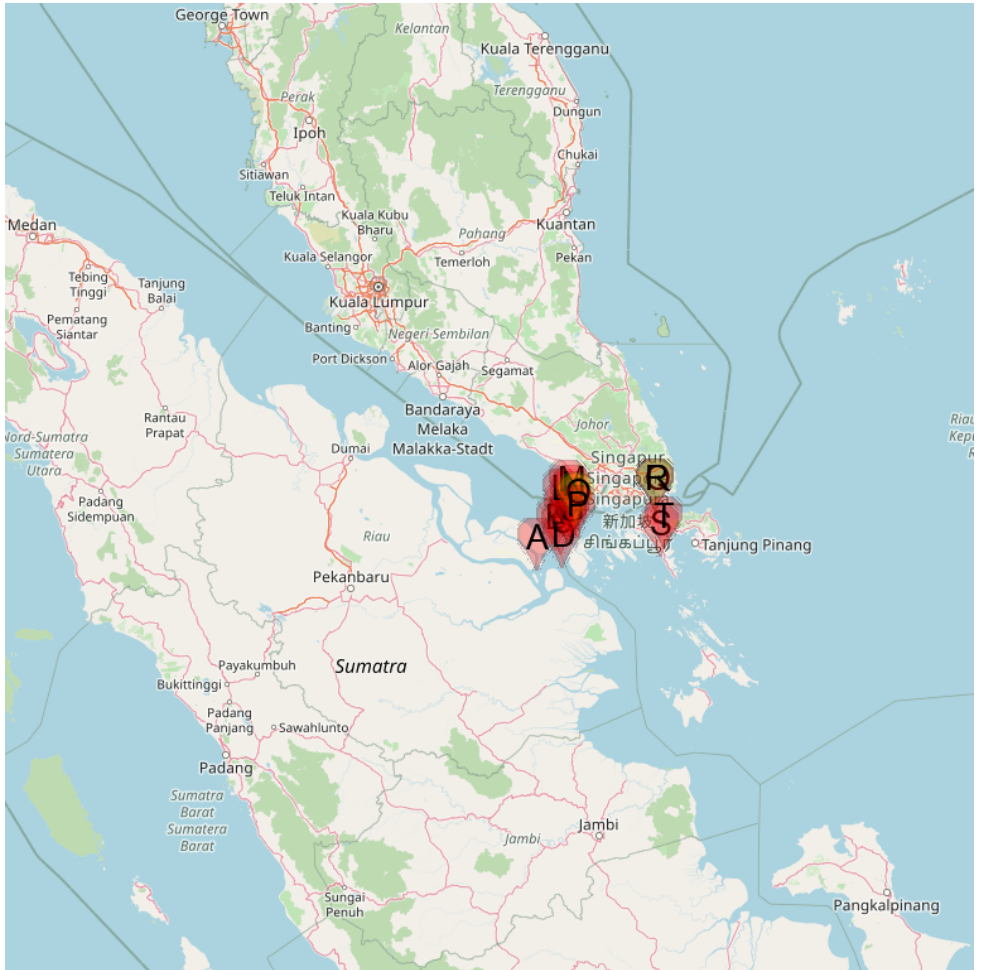 George Town
Kelantan
Kuala Terengganu
Terengganu
Perak
Dungun
Ipoh
Chukai
Sitiawan
Teluk Intan
Kuala Kubu
Bharu
Kuantan
Medan
Pahang
Kuala Selangor
Temerloh
Pekan
Tebing
Tinggi
Tanjung
Balai
Kuala Lumpur
Pematang
Siantar
Banting
Negeri Sembilan
Port Dickson
Alor Gajah
Segamat
Bandaraya
Melaka
Malakka-Stadt
Rantau
Prapat
Johor
Riau
Kep
Nord-Sumatra
Sumatera
Utara
Dumai
Singapur
Singapu
Singapu
新加坡
சிங்கப்பூர்
M
R
O
P
T
S
A
D
Padang
Sidempuan
Riau
Tanjung Pinang
Pekanbaru
Sumatra
Payakumbuh
Bukittinggi
Padang
Panjang
Sawahlunto
Padang
Sumatra
Barat
Sumatera
Barat
Jambi
Jambi
Sungai
Penuh
Pangkalpinang